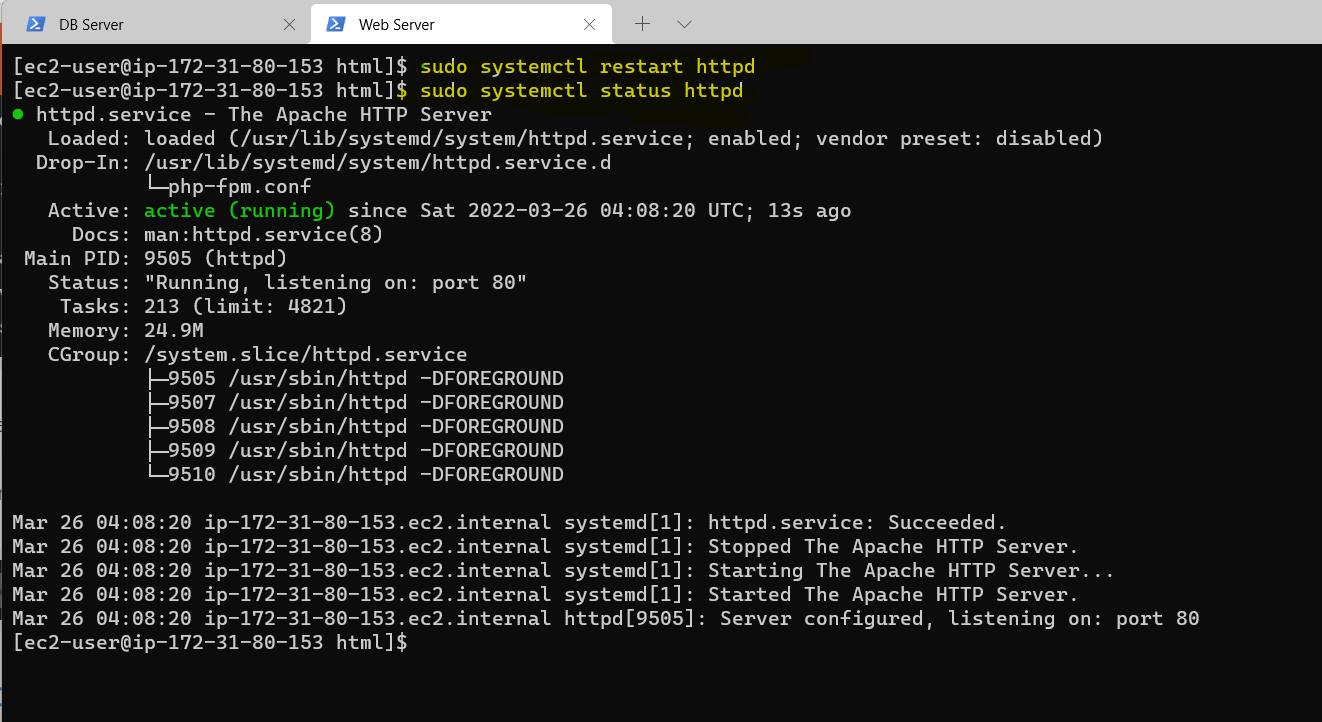 DB Server
Web Server
[ec2-user@ip-172-31-80-153 html]$ sudo systemctl restart httpd
[ec2-user@ip-172-31-80-153 html]$ sudo systemctl status httpd
● httpd.service - The Apache HTTP Server
   Loaded: loaded (/usr/lib/systemd/system/httpd.service; enabled; vendor preset: disabled)
  Drop-In: /usr/lib/systemd/system/httpd.service.d
           └─php-fpm.conf
   Active: active (running) since Sat 2022-03-26 04:08:20 UTC; 13s ago
     Docs: man:httpd.service(8)
 Main PID: 9505 (httpd)
   Status: "Running, listening on: port 80"
    Tasks: 213 (limit: 4821)
   Memory: 24.9M
   CGroup: /system.slice/httpd.service
           ├─9505 /usr/sbin/httpd -DFOREGROUND
           ├─9507 /usr/sbin/httpd -DFOREGROUND
           ├─9508 /usr/sbin/httpd -DFOREGROUND
           ├─9509 /usr/sbin/httpd -DFOREGROUND
           └─9510 /usr/sbin/httpd -DFOREGROUND
Mar 26 04:08:20 ip-172-31-80-153.ec2.internal systemd[1]: httpd.service: Succeeded.
Mar 26 04:08:20 ip-172-31-80-153.ec2.internal systemd[1]: Stopped The Apache HTTP Server.
Mar 26 04:08:20 ip-172-31-80-153.ec2.internal systemd[1]: Starting The Apache HTTP Server...
Mar 26 04:08:20 ip-172-31-80-153.ec2.internal systemd[1]: Started The Apache HTTP Server.
Mar 26 04:08:20 ip-172-31-80-153.ec2.internal httpd[9505]: Server configured, listening on: port 80
[ec2-user@ip-172-31-80-153 html]$